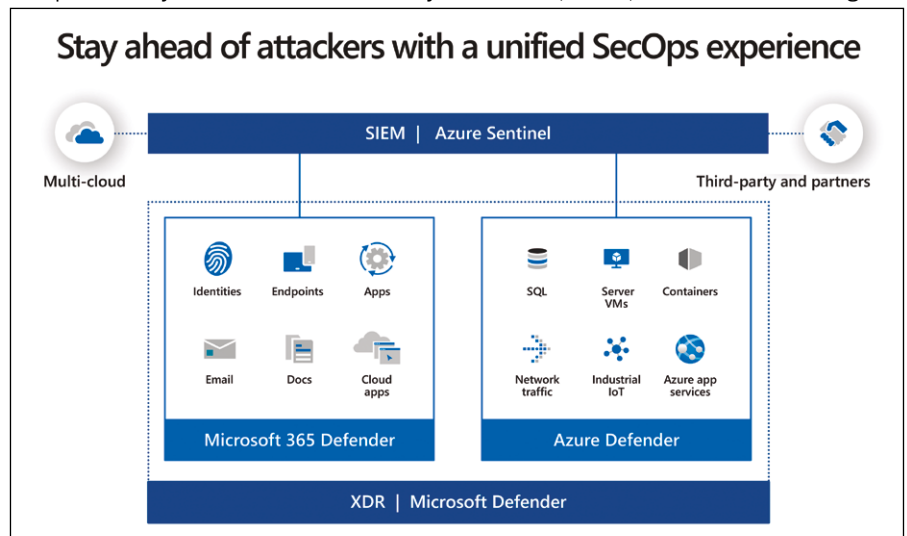 Stay ahead of attackers with a unified SecOps experience
SIEM | Azure Sentinel
Multi-cloud
Third-party and partners
Identities
Endpoints
Apps
Email
Docs
Cloud
apps
Microsoft 365 Defender
SQL
Server
VMs
Containers
Network
traffic
Industrial
IoT
Azure app
services
Azure Defender
XDR | Microsoft Defender